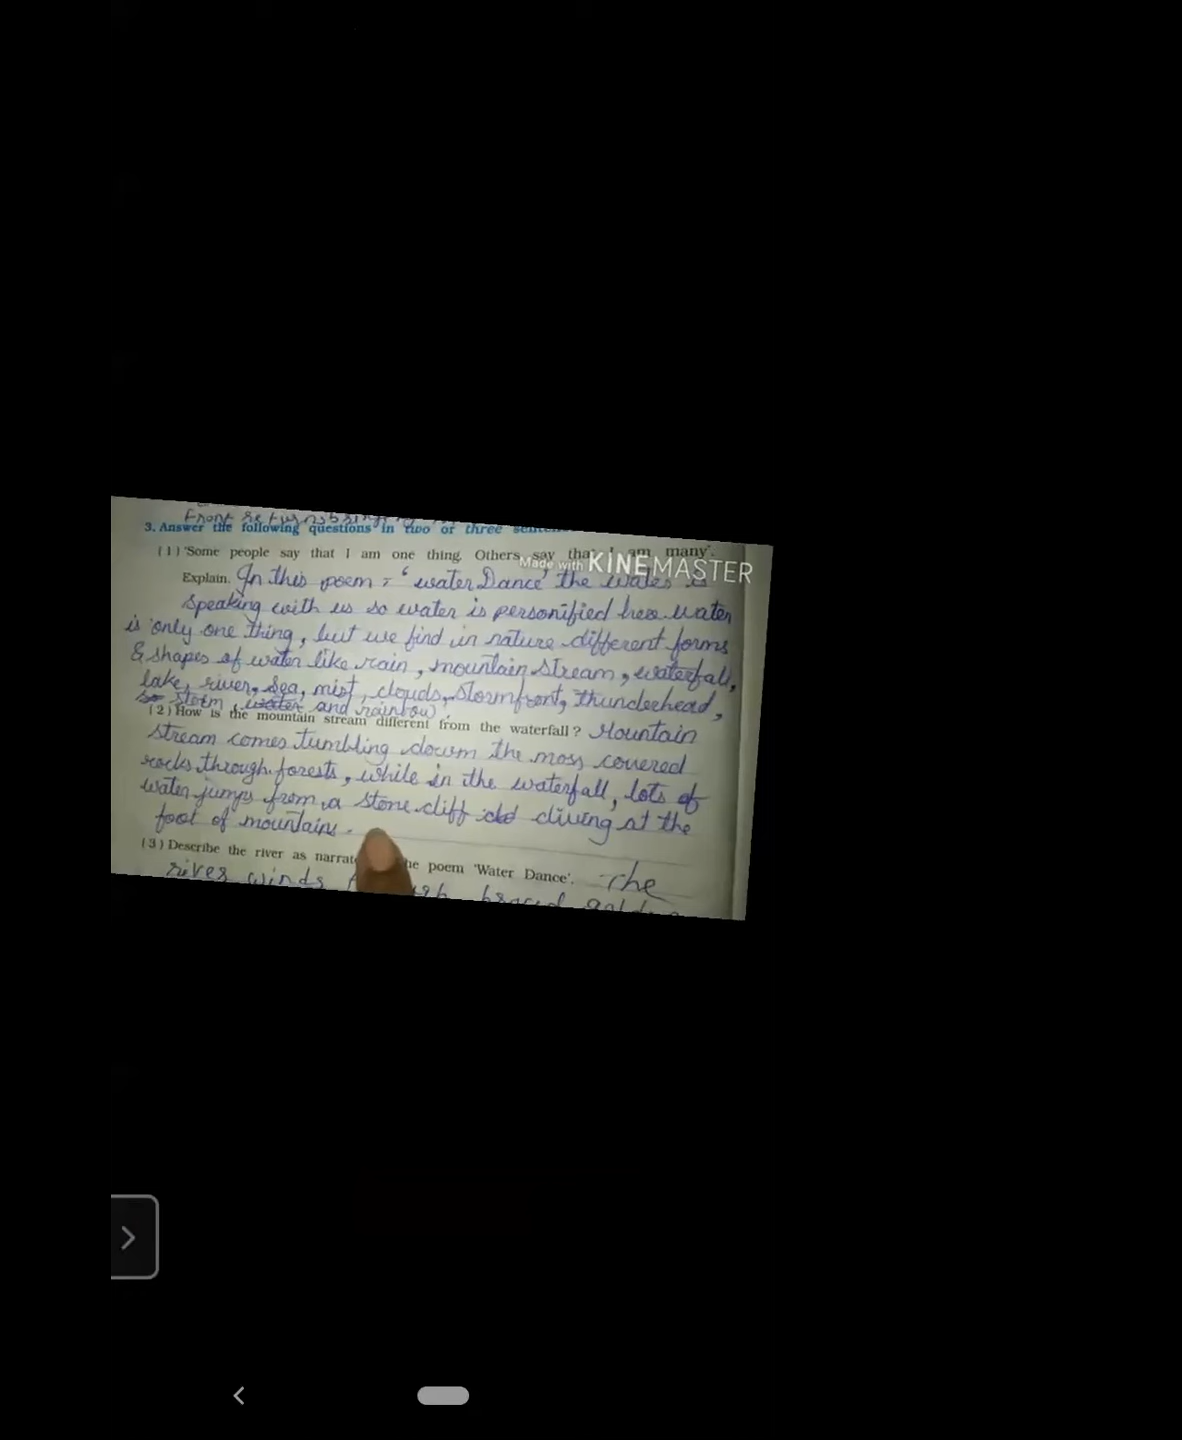 front returns bring
3. Answer the following questions in two or three
(1) 'Some people say that I am one thing. Others say that I am many'.
Made with KINEMASTER
Explain. In this poem - 'water Dance' the water is
speaking with us so water is personified here water
is only one thing, but we find in nature different forms
& shapes of water like rain, mountain stream, waterfall,
lake, river, sea, mist, clouds, stormfront, thunderhead,
storm, water and rainbow.
(2) How is the mountain stream different from the waterfall? Mountain
stream comes tumbling down the moss covered
rocks through forests, while in the waterfall, lots of
water jumps from a stone cliff diving at the
foot of mountains.
(3) Describe the river as he poem 'Water Dance'. The
river winds